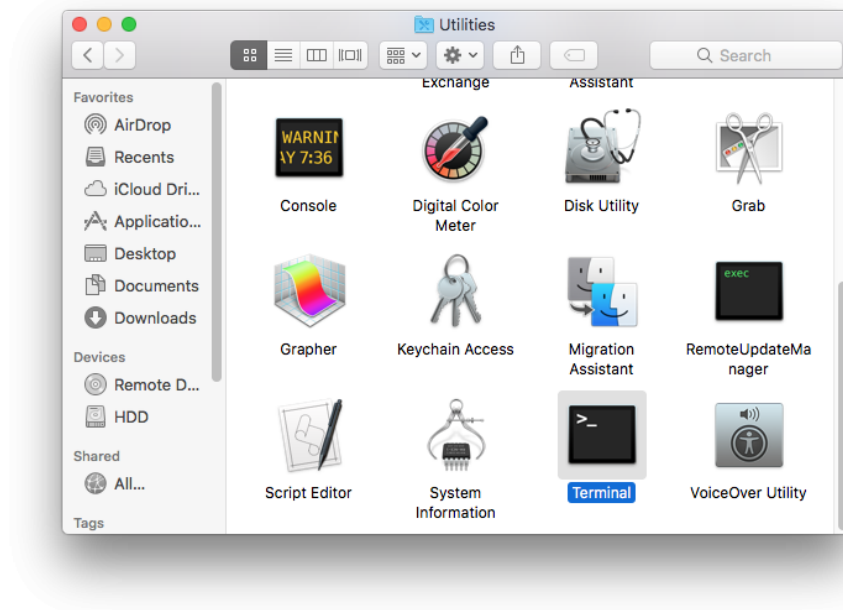 Utilities
Search
Favorites
AirDrop
Recents
iCloud Dri...
Applicatio...
Desktop
Documents
Downloads
Devices
Remote D...
HDD
Shared
All...
Tags
Exchange
Assistant
WARNIN
AY 7:36
Console
Digital Color
Meter
Disk Utility
Grab
Grapher
Keychain Access
Migration
Assistant
exec
RemoteUpdateMa
nager
Script Editor
System
Information
>_
Terminal
VoiceOver Utility